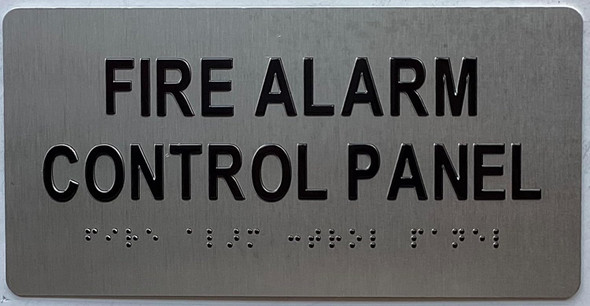 FIRE ALARM
CONTROL PANEL